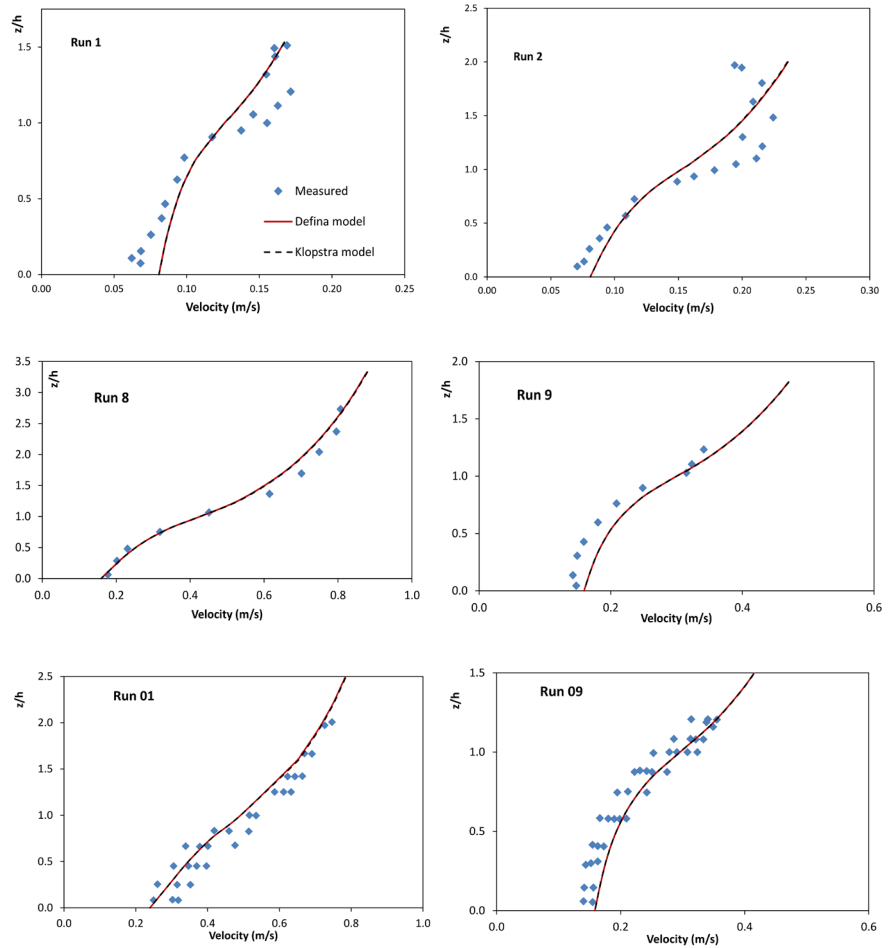 z/h
Run 1
1.5
1.0
0.5
0.0
Measured
Defina model
Klopstra model
0.00 0.05 0.10 0.15 0.20 0.25
Velocity (m/s)
z/h
Run 2
2.5
2.0
1.5
1.0
0.5
0.0
0.00 0.05 0.10 0.15 0.20 0.25 0.30
Velocity (m/s)
z/h
Run 8
3.5
3.0
2.5
2.0
1.5
1.0
0.5
0.0
0 0.2 0.4 0.6 0.8 1.0
Velocity (m/s)
z/h
Run 9
2.0
1.5
1.0
0.5
0.0
0.0 0.2 0.4 0.6
Velocity (m/s)
z/h
Run 01
2.5
2.0
1.5
1.0
0.5
0.0
0.0 0.2 0.4 0.6 0.8 1.0
Velocity (m/s)
z/h
Run 09
1.5
1.0
0.5
0.0
0 0.2 0.4 0.6
Velocity (m/s)